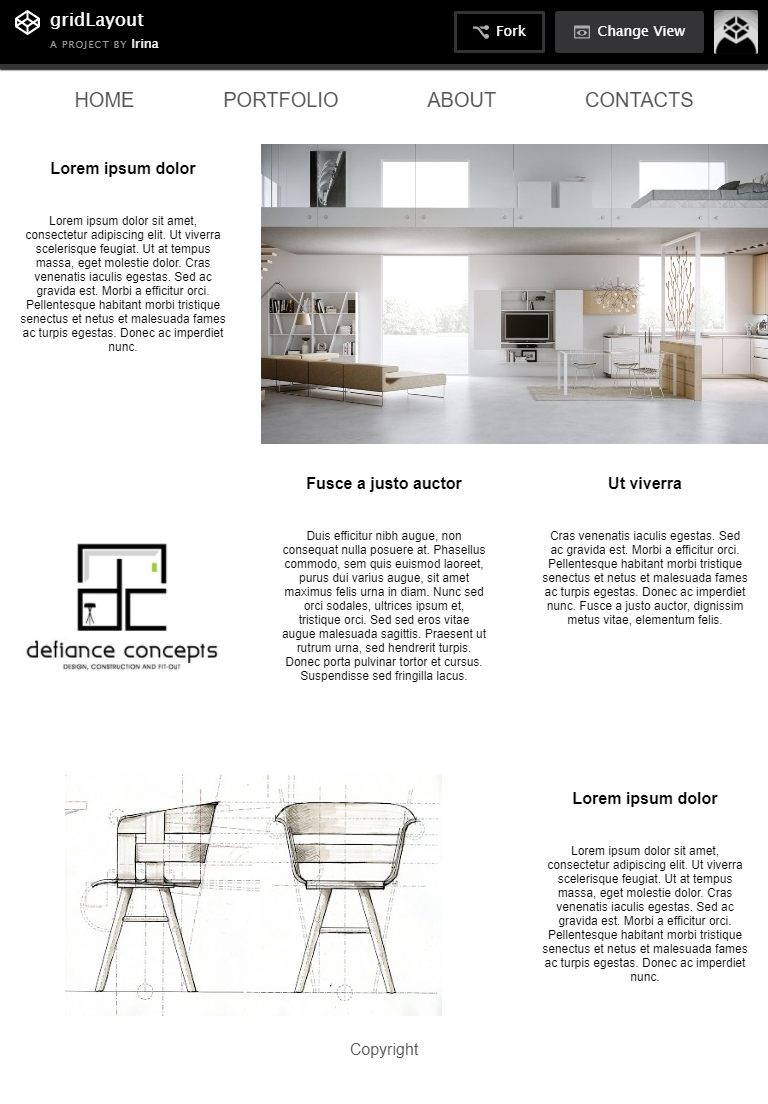 gridLayout
A PROJECT BY Irina
Fork
Change View
HOME PORTFOLIO ABOUT CONTACTS
Lorem ipsum dolor
Lorem ipsum dolor sit amet,
consectetur adipiscing elit. Ut viverra
scelerisque feugiat. Ut at tempus
massa, eget molestie dolor. Cras
venenatis iaculis egestas. Sed ac
gravida est. Morbi a efficitur orci.
Pellentesque habitant morbi tristique
senectus et netus et malesuada fames
ac turpis egestas. Donec ac imperdiet
nunc.
defiance concepts
DESIGN, CONSTRUCTION AND FIT-OUT
Fusce a justo auctor
Duis efficitur nibh augue, non
consequat nulla posuere at. Phasellus
commodo, sem quis euismod laoreet,
purus dui varius augue, sit amet
maximus felis urna in diam. Nunc sed
orci sodales, ultrices ipsum et,
tristique orci. Sed sed eros vitae
augue malesuada sagittis. Praesent ut
rutrum urna, sed hendrerit turpis.
Donec porta pulvinar tortor et cursus.
Suspendisse sed fringilla lacus.
Ut viverra
Cras venenatis iaculis egestas. Sed
ac gravida est. Morbi a efficitur orci.
Pellentesque habitant morbi tristique
senectus et netus et malesuada fames
ac turpis egestas. Donec ac imperdiet
nunc. Fusce a justo auctor, dignissim
metus vitae, elementum felis.
Lorem ipsum dolor
Lorem ipsum dolor sit amet,
consectetur adipiscing elit. Ut viverra
scelerisque feugiat. Ut at tempus
massa, eget molestie dolor. Cras
venenatis iaculis egestas. Sed ac
gravida est. Morbi a efficitur orci.
Pellentesque habitant morbi tristique
senectus et netus et malesuada fames
ac turpis egestas. Donec ac imperdiet
nunc.
Copyright